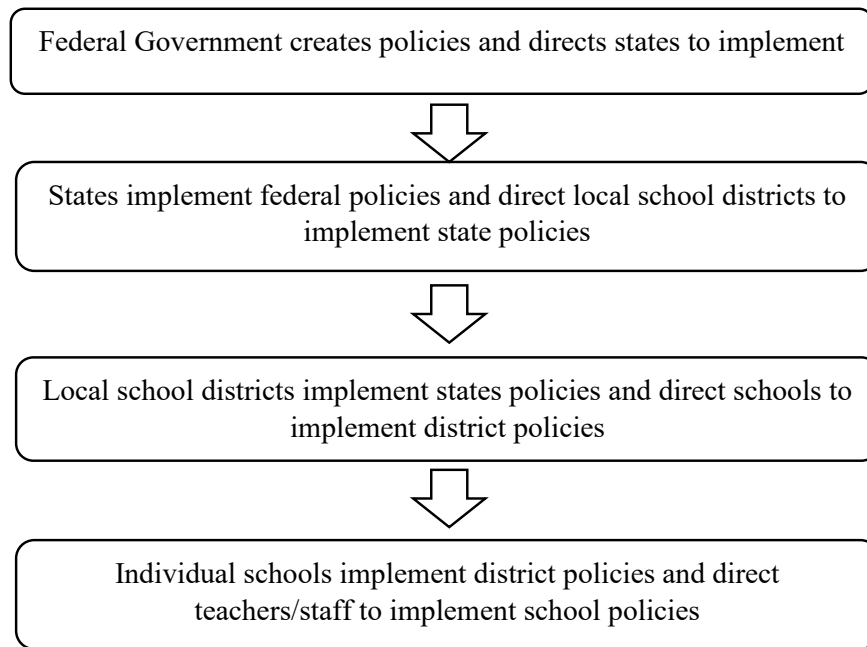 Federal Government creates policies and directs states to implement
States implement federal policies and direct local school districts to
implement state policies
Local school districts implement states policies and direct schools to
implement district policies
Individual schools implement district policies and direct
teachers/staff to implement school policies